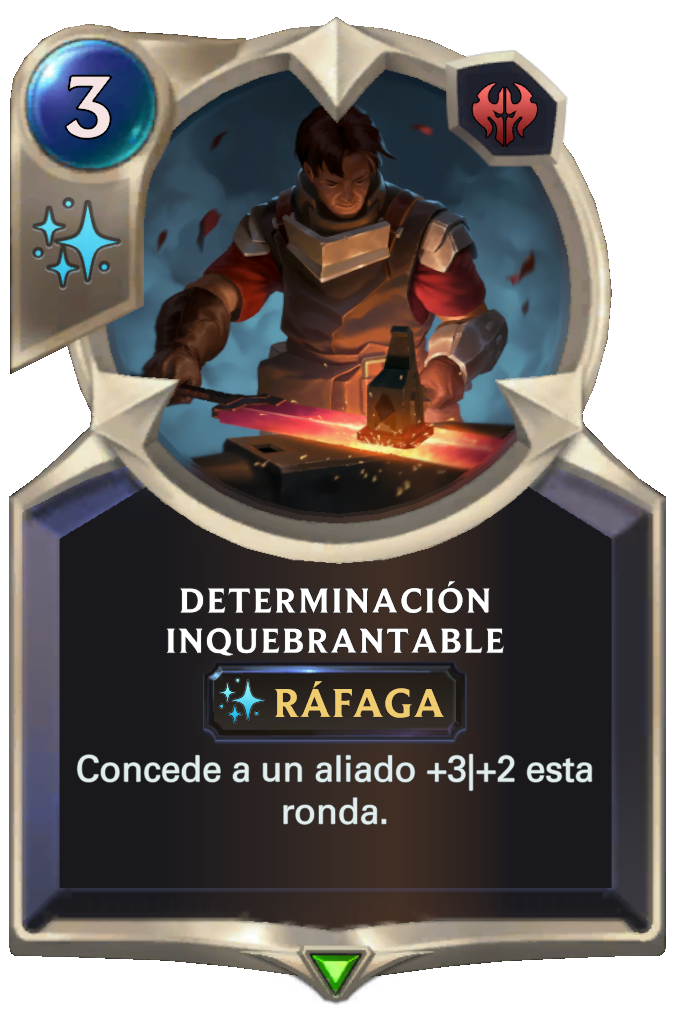 3
DETERMINACIÓN
INQUEBRANTABLE
RÁFAGA
Concede a un aliado +3|+2 esta
ronda.